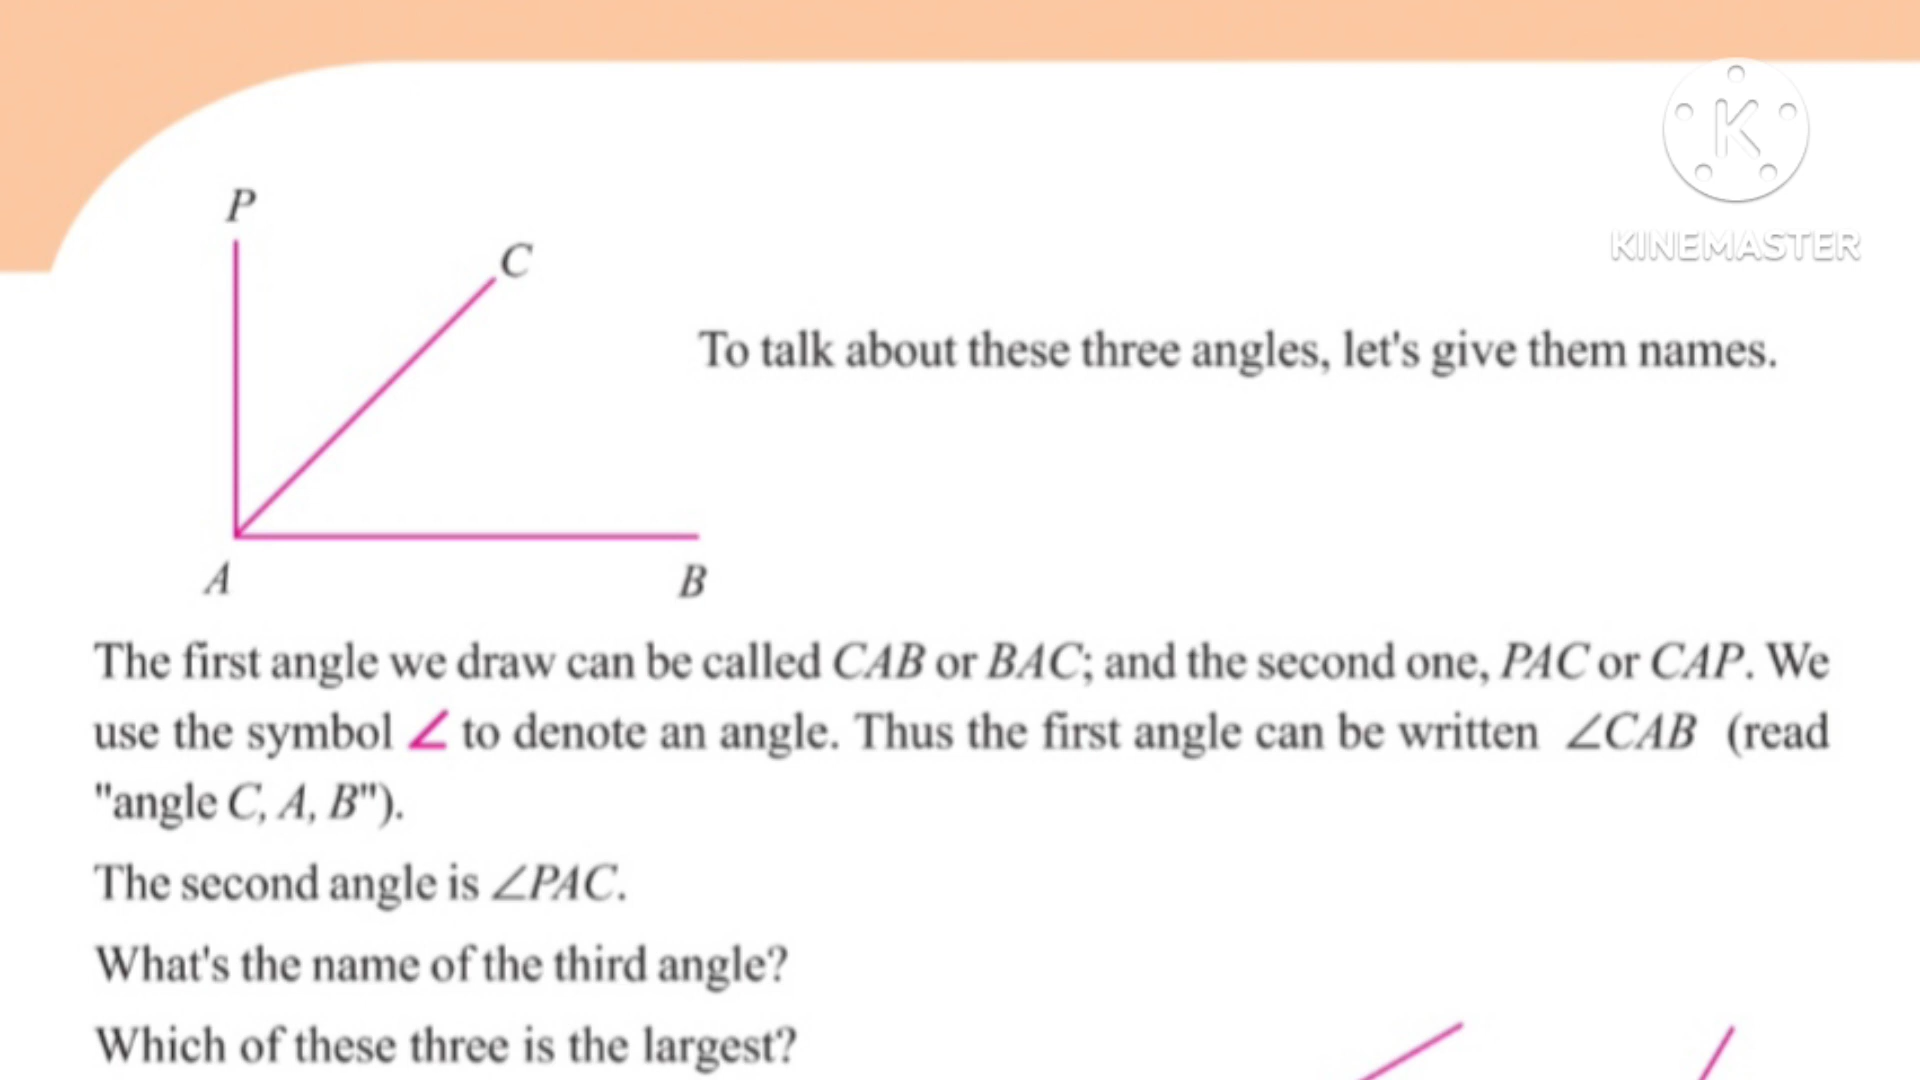 P
C
K
KINEMASTER
To talk about these three angles, let's give them names.
A
B
The first angle we draw can be called CAB or BAC; and the second one, PAC or CAP. We
use the symbol ∠ to denote an angle. Thus the first angle can be written ∠CAB (read
"angle C, A, B").
The second angle is ∠PAC.
What's the name of the third angle?
Which of these three is the largest?